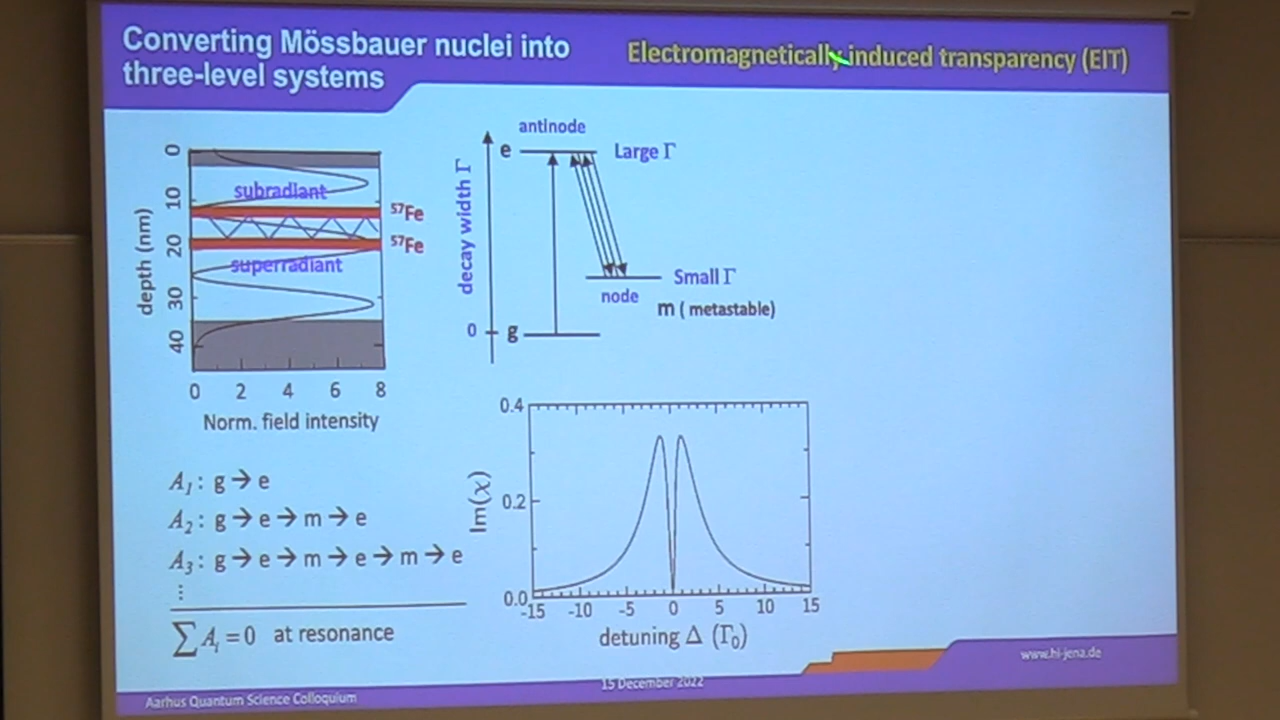 Converting Mössbauer nuclei into
three-level systems
Electromagnetically induced transparency (EIT)
0
10
20
30
40
depth (nm)
subradiant
superradiant
⁵⁷Fe
⁵⁷Fe
0 2 4 6 8
Norm. field intensity
decay width Γ
antinode
e
Large Γ
Small Γ
node
m ( metastable)
0
g
A₁: g → e
A₂: g → e → m → e
A₃: g → e → m → e → m → e
⋮
∑ Aᵢ = 0 at resonance
0.4
0.2
0.0
Im(χ)
-15 -10 -5 0 5 10 15
detuning Δ (Γ₀)
www.hi-jena.de
15 December 2022
Aarhus Quantum Science Colloquium